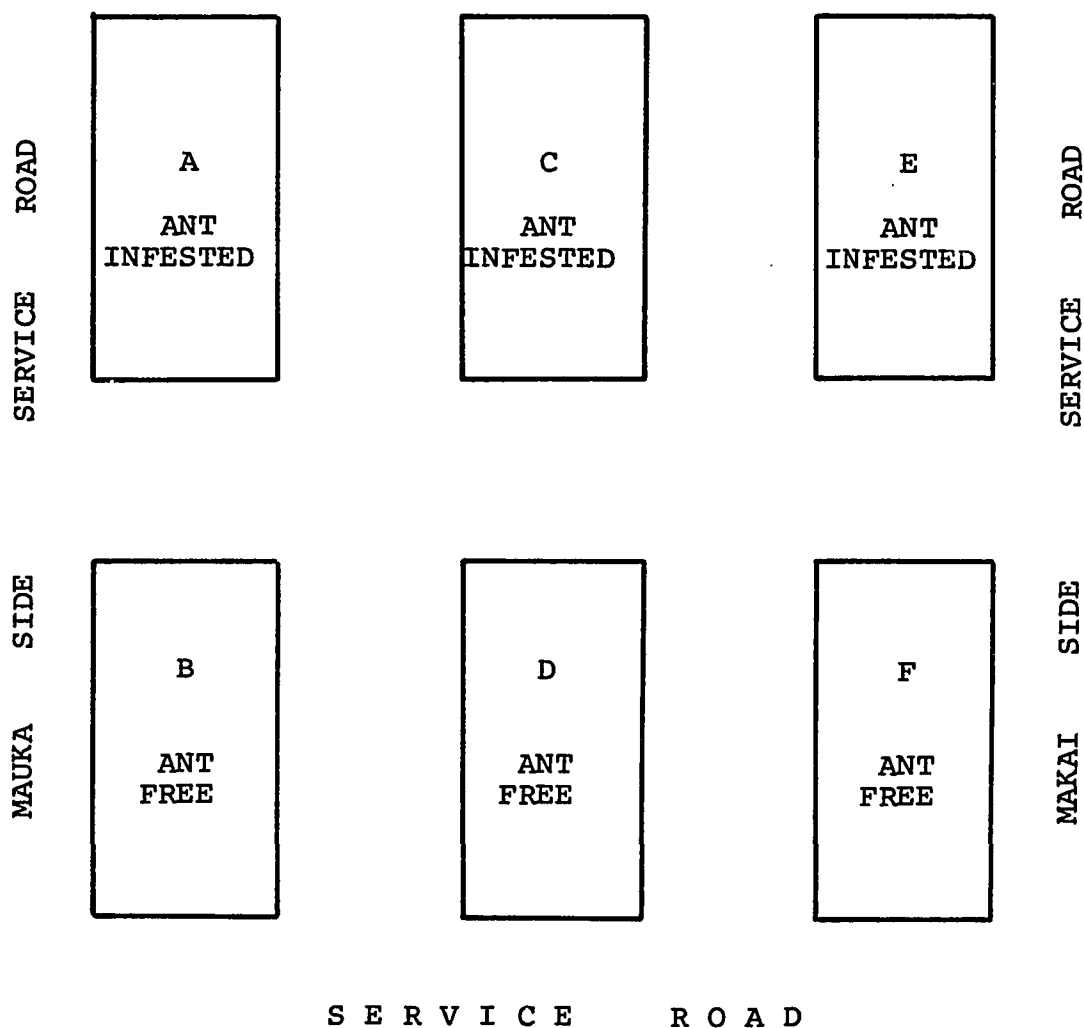 A
ANT
INFESTED
C
ANT
INFESTED
E
ANT
INFESTED
SERVICE ROAD
SERVICE ROAD
B
ANT
FREE
D
ANT
FREE
F
ANT
FREE
MAUKA SIDE
MAKAI SIDE
SERVICE ROAD